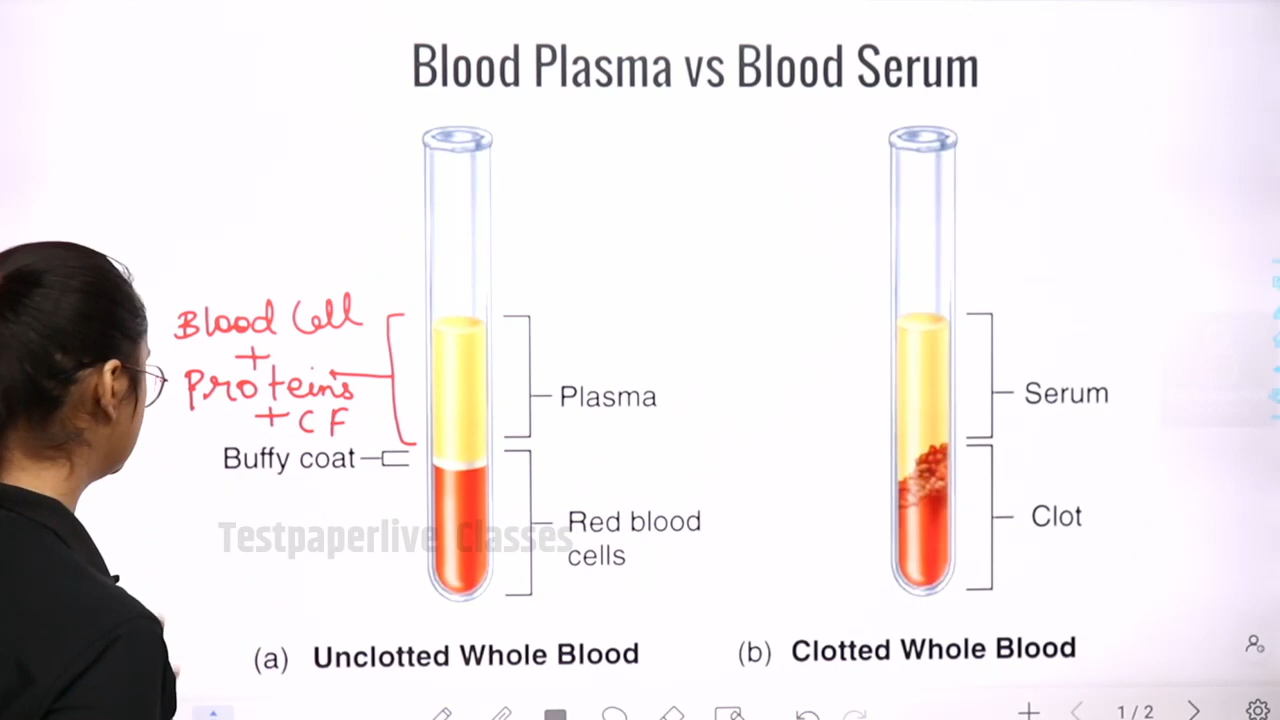 Blood Plasma vs Blood Serum
Blood Cell
+
Proteins
+ C F
Plasma
Buffy coat
Red blood
cells
Serum
Clot
Testpaperlive Classes
(a) Unclotted Whole Blood
(b) Clotted Whole Blood
1/2